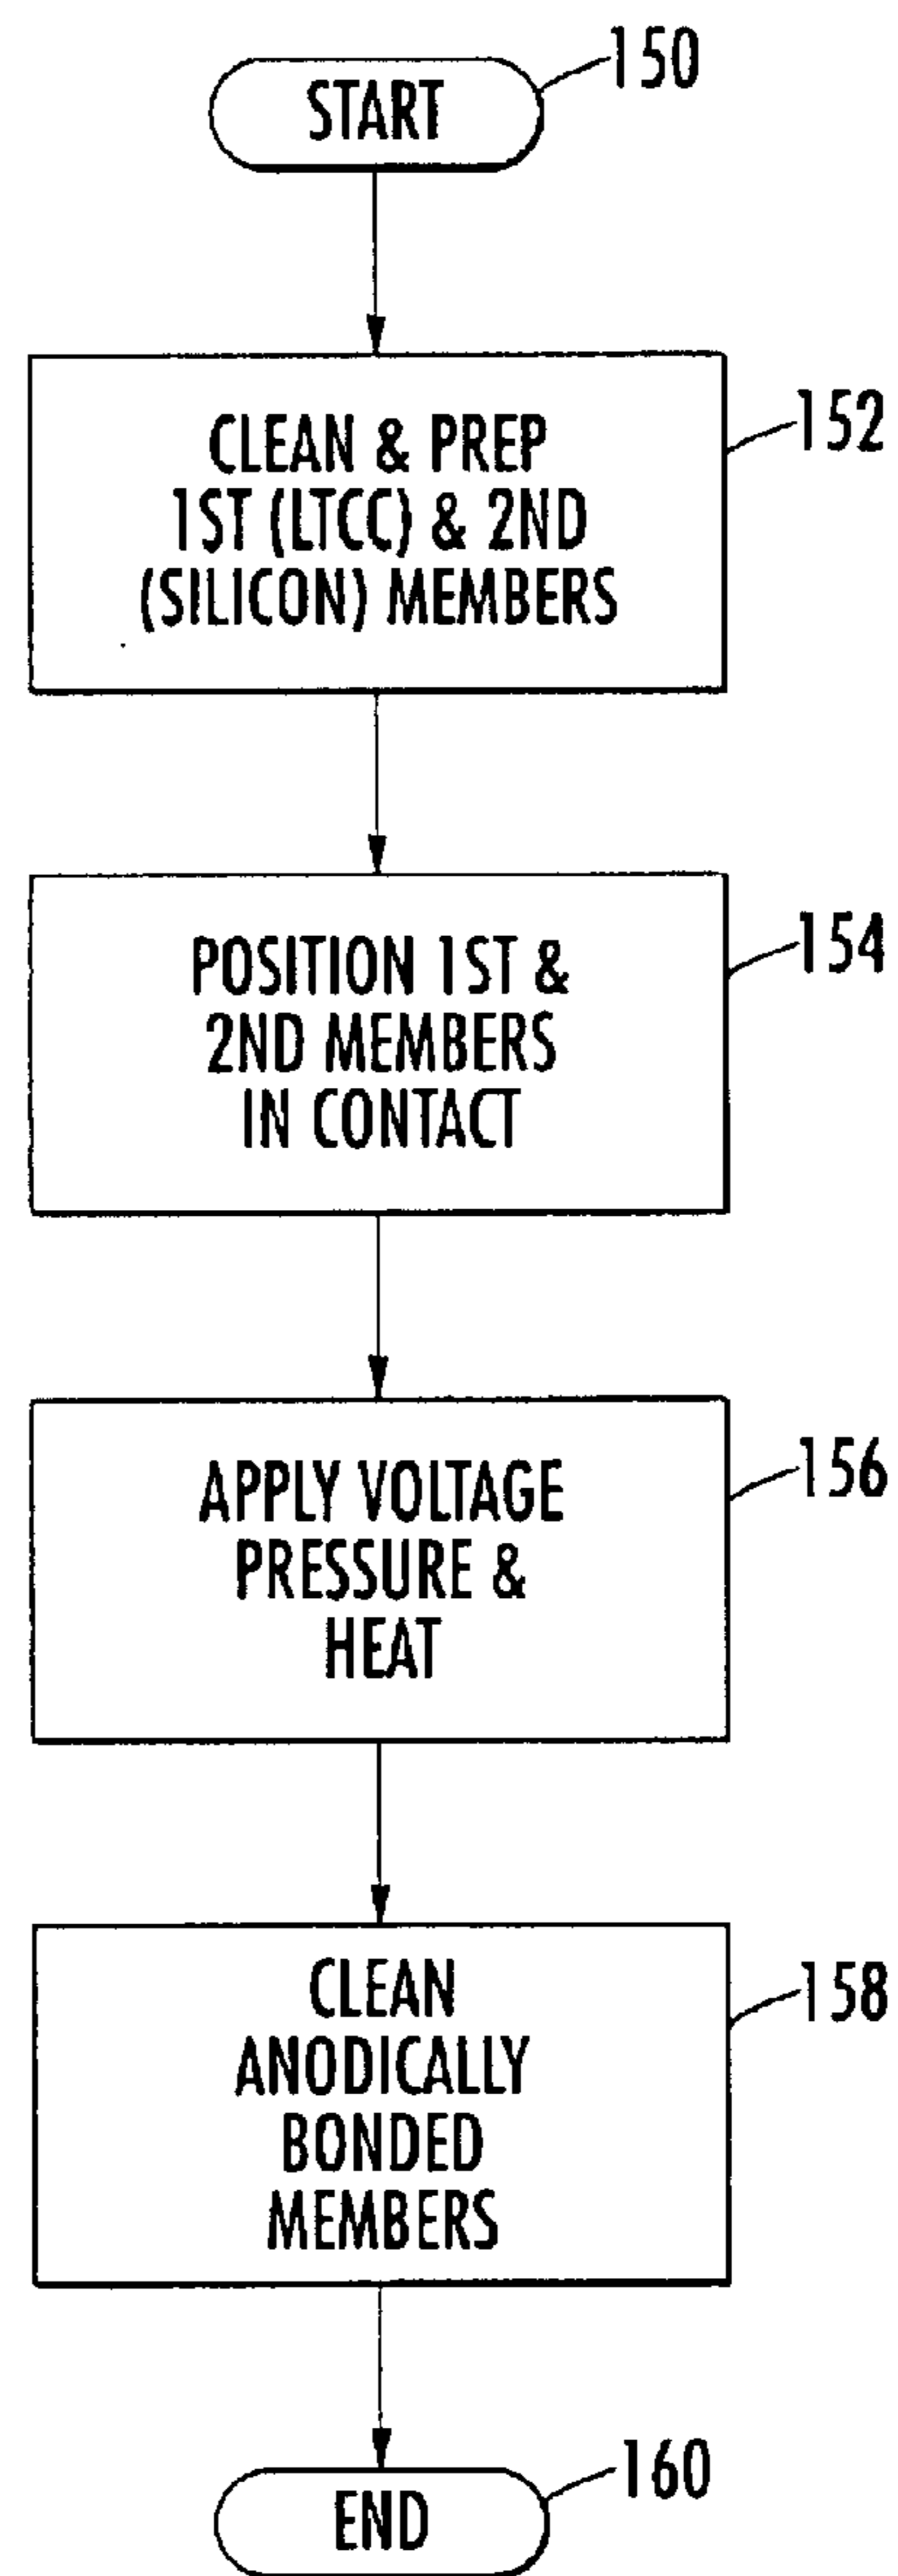 150
START
152
CLEAN & PREP
1ST (LTCC) & 2ND
(SILICON) MEMBERS
154
POSITION 1ST &
2ND MEMBERS
IN CONTACT
156
APPLY VOLTAGE
PRESSURE &
HEAT
158
CLEAN
ANODICALLY
BONDED
MEMBERS
160
END